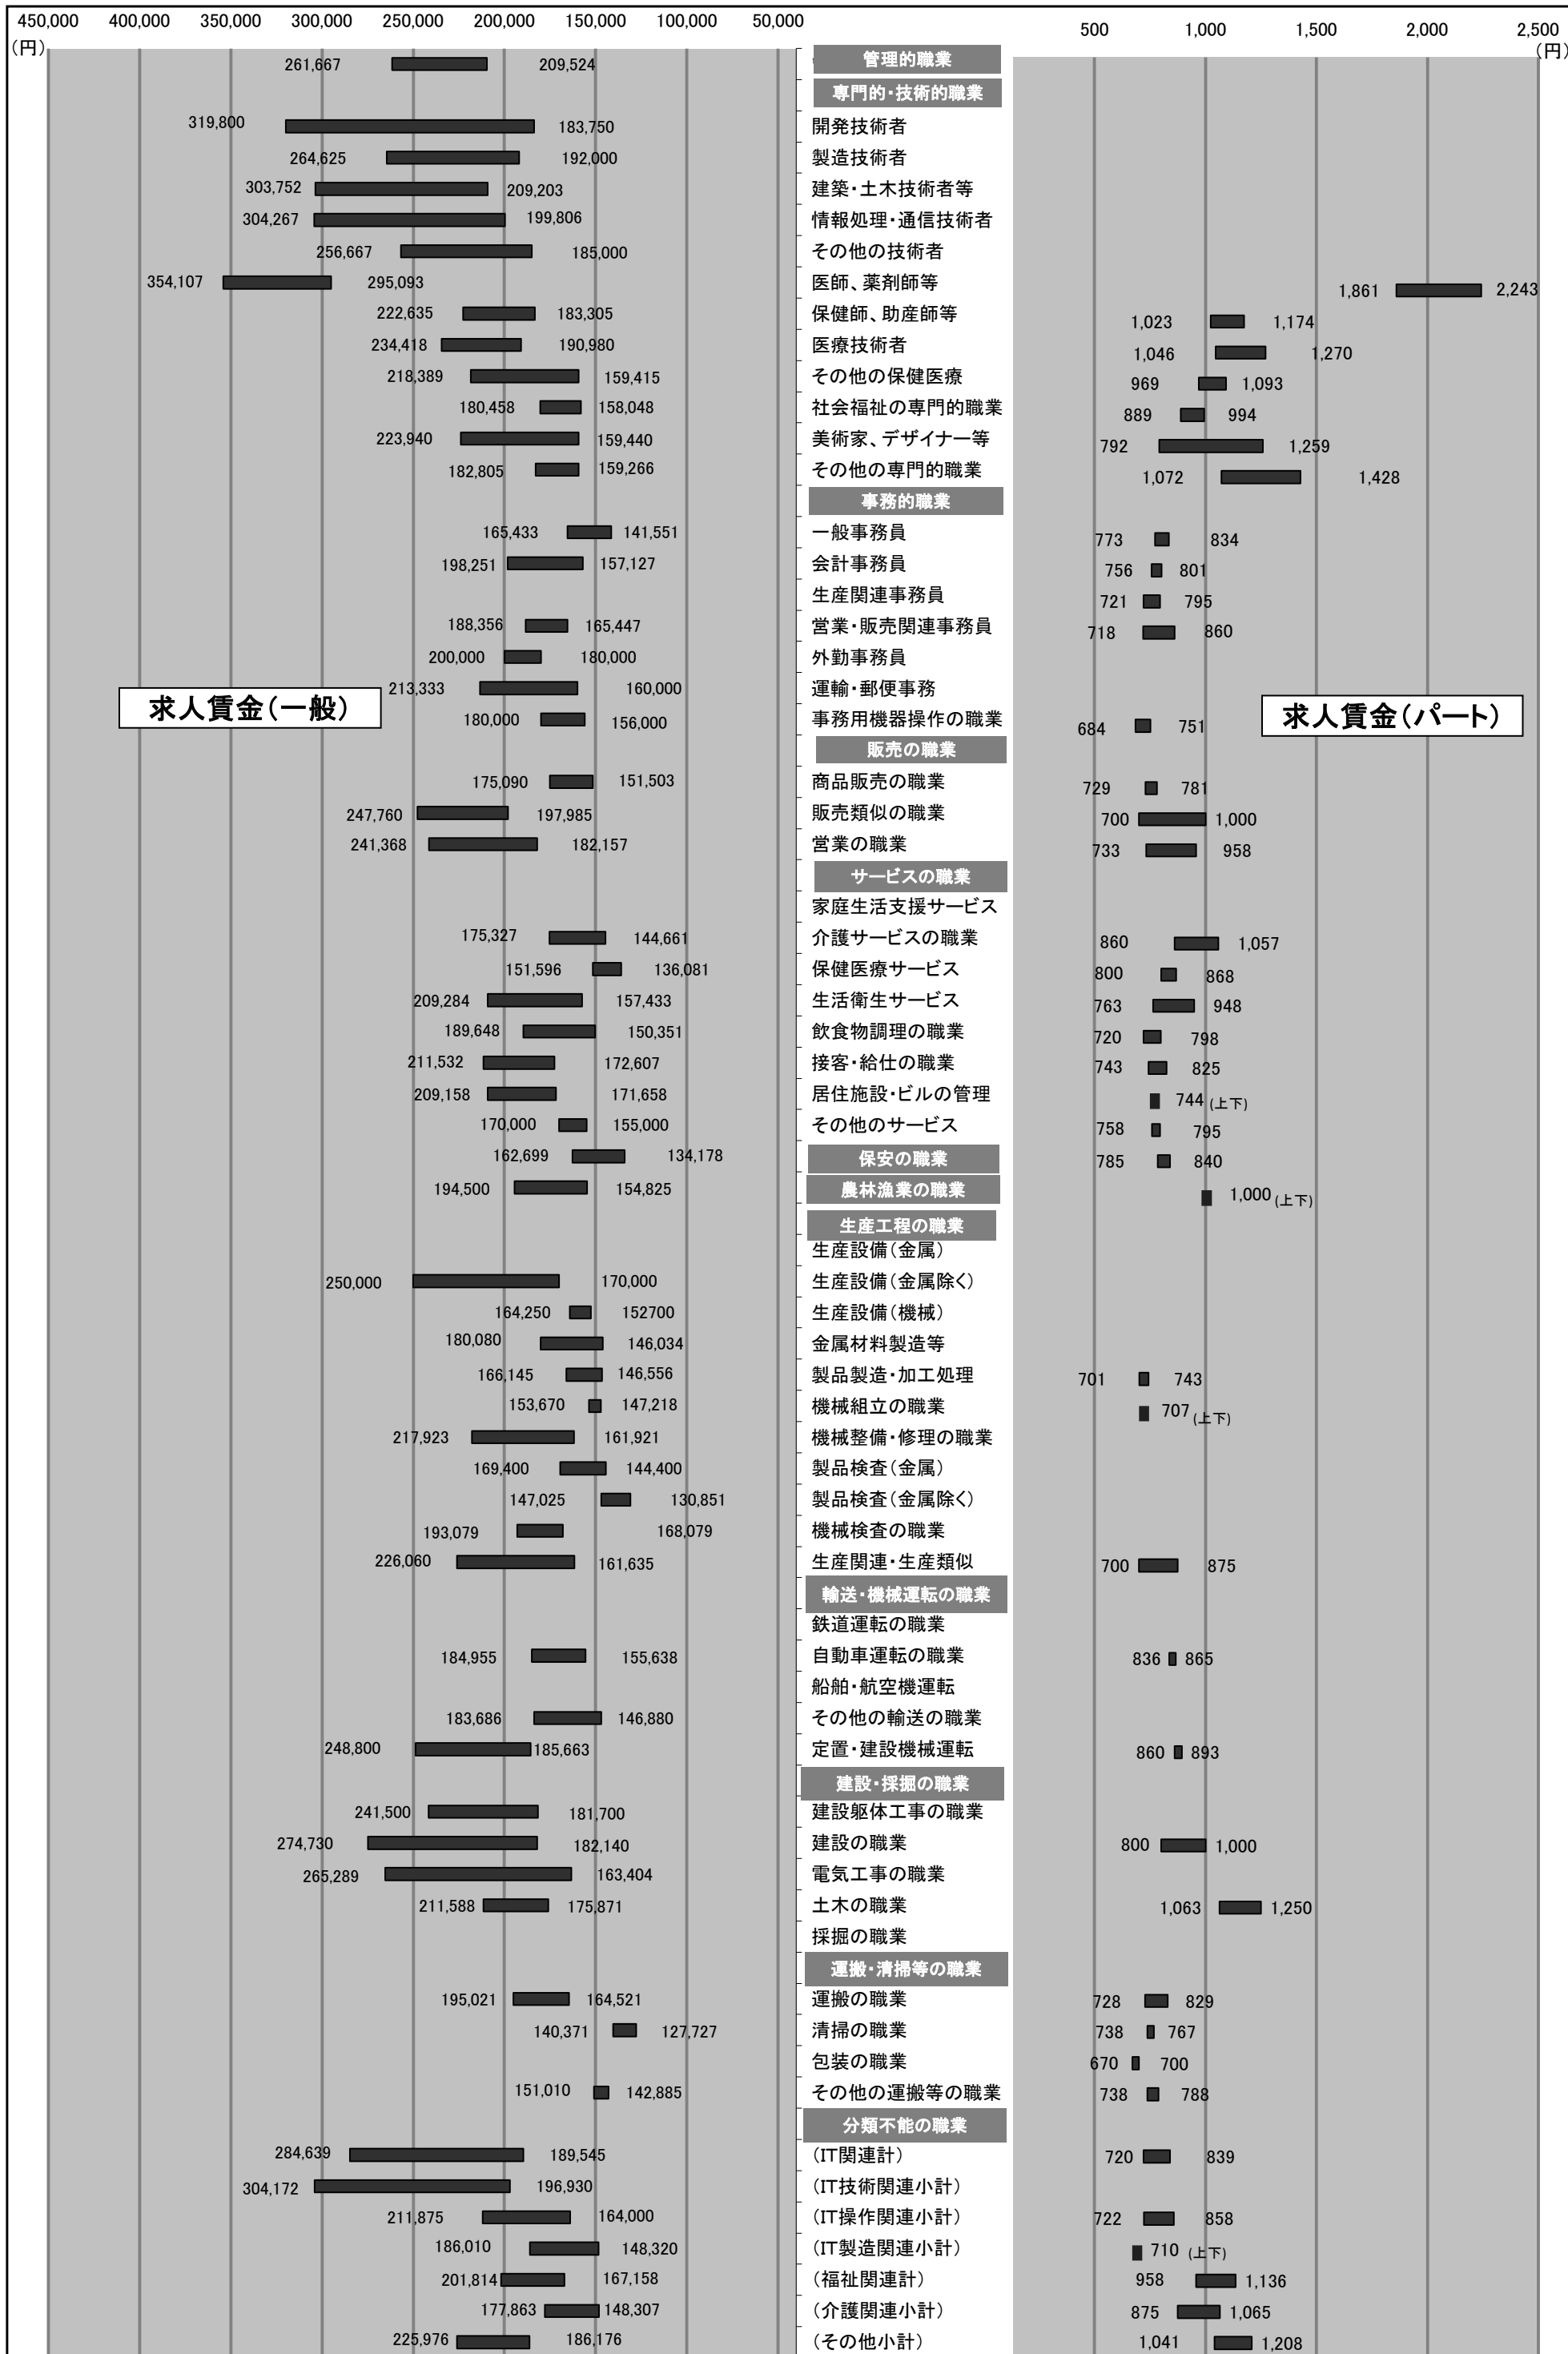 450,000 400,000 350,000 300,000 250,000 200,000 150,000 100,000 50,000 500 1,000 1,500 2,000 2,500
(円) (円)
261,667 209,524 管理的職業
専門的・技術的職業
319,800 183,750 開発技術者
264,625 192,000 製造技術者
303,752 209,203 建築・土木技術者等
304,267 199,806 情報処理・通信技術者
256,667 185,000 その他の技術者
354,107 295,093 医師、薬剤師等 1,861 2,243
222,635 183,305 保健師、助産師等 1,023 1,174
234,418 190,980 医療技術者 1,046 1,270
218,389 159,415 その他の保健医療 969 1,093
180,458 158,048 社会福祉の専門的職業 889 994
223,940 159,440 美術家、デザイナー等 792 1,259
182,805 159,266 その他の専門的職業 1,072 1,428
事務的職業
165,433 141,551 一般事務員 773 834
198,251 157,127 会計事務員 756 801
生産関連事務員 721 795
188,356 165,447 営業・販売関連事務員 718 860
200,000 180,000 外勤事務員
213,333 160,000 運輸・郵便事務
求人賃金(一般) 180,000 156,000 事務用機器操作の職業 684 751 求人賃金(パート)
販売の職業
175,090 151,503 商品販売の職業 729 781
247,760 197,985 販売類似の職業 700 1,000
241,368 182,157 営業の職業 733 958
サービスの職業
家庭生活支援サービス
175,327 144,661 介護サービスの職業 860 1,057
151,596 136,081 保健医療サービス 800 868
209,284 157,433 生活衛生サービス 763 948
189,648 150,351 飲食物調理の職業 720 798
211,532 172,607 接客・給仕の職業 743 825
209,158 171,658 居住施設・ビルの管理 744 (上下)
170,000 155,000 その他のサービス 758 795
162,699 134,178 保安の職業 785 840
194,500 154,825 農林漁業の職業 1,000 (上下)
生産工程の職業
生産設備(金属)
250,000 170,000 生産設備(金属除く)
164,250 152700 生産設備(機械)
180,080 146,034 金属材料製造等
166,145 146,556 製品製造・加工処理 701 743
153,670 147,218 機械組立の職業 707 (上下)
217,923 161,921 機械整備・修理の職業
169,400 144,400 製品検査(金属)
147,025 130,851 製品検査(金属除く)
193,079 168,079 機械検査の職業
226,060 161,635 生産関連・生産類似 700 875
輸送・機械運転の職業
鉄道運転の職業
184,955 155,638 自動車運転の職業 836 865
船舶・航空機運転
183,686 146,880 その他の輸送の職業
248,800 185,663 定置・建設機械運転 860 893
建設・採掘の職業
241,500 181,700 建設躯体工事の職業
274,730 182,140 建設の職業 800 1,000
265,289 163,404 電気工事の職業
211,588 175,871 土木の職業 1,063 1,250
採掘の職業
運搬・清掃等の職業
195,021 164,521 運搬の職業 728 829
140,371 127,727 清掃の職業 738 767
包装の職業 670 700
151,010 142,885 その他の運搬等の職業 738 788
分類不能の職業
284,639 189,545 (IT関連計) 720 839
304,172 196,930 (IT技術関連小計)
211,875 164,000 (IT操作関連小計) 722 858
186,010 148,320 (IT製造関連小計) 710 (上下)
201,814 167,158 (福祉関連計) 958 1,136
177,863 148,307 (介護関連小計) 875 1,065
225,976 186,176 (その他小計) 1,041 1,208